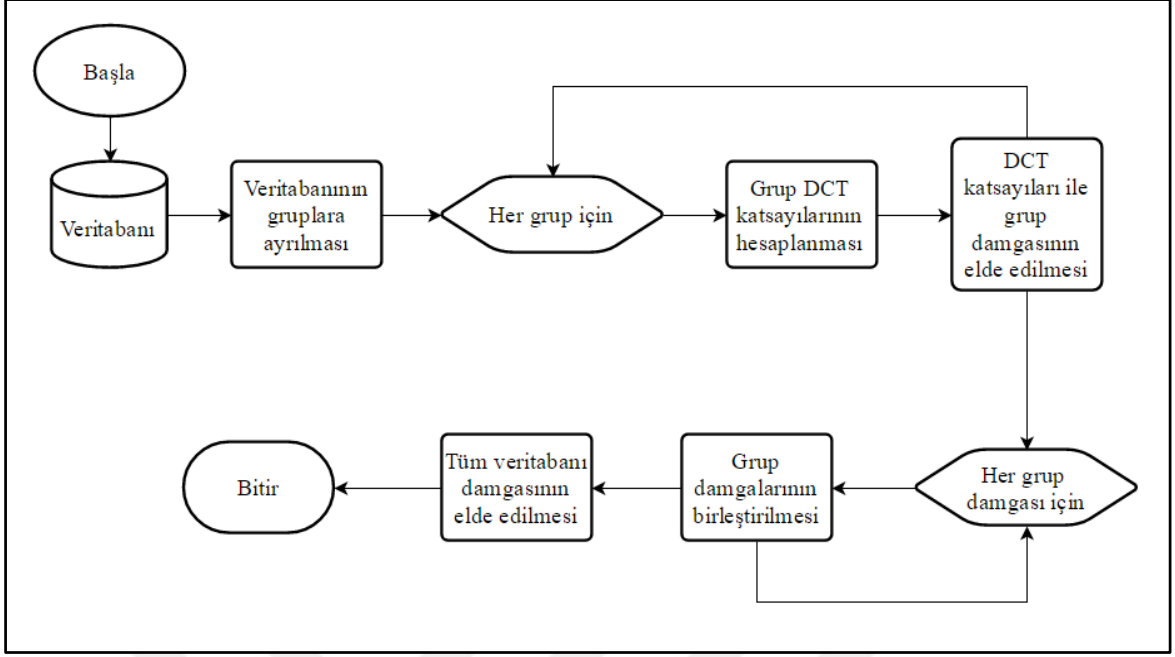 Başla
Veritabanı
Veritabanının
gruplara
ayrılması
Her grup için
Grup DCT
katsayılarının
hesaplanması
DCT
katsayıları ile
grup
damgasının
elde edilmesi
Her grup
damgası için
Grup
damgalarının
birleştirilmesi
Tüm veritabanı
damgasının
elde edilmesi
Bitir